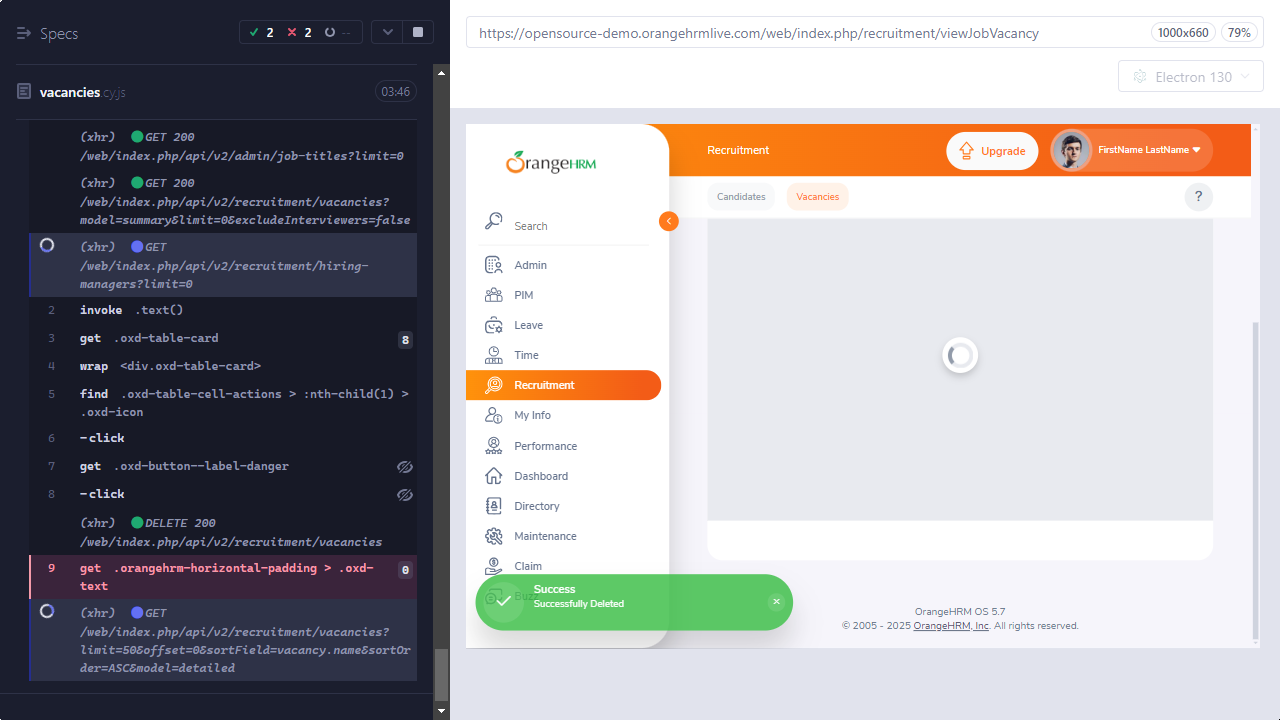 Specs
2
2
--
vacancies.cy.js
03:46
(xhr) GET 200
/web/index.php/api/v2/admin/job-titles?limit=0
(xhr) GET 200
/web/index.php/api/v2/recruitment/vacancies?
model=summary&limit=0&excludeInterviewers=false
(xhr) GET
/web/index.php/api/v2/recruitment/hiring-
managers?limit=0
2 invoke .text()
3 get .oxd-table-card 8
4 wrap <div.oxd-table-card>
5 find .oxd-table-cell-actions > :nth-child(1) >
.oxd-icon
6 -click
7 get .oxd-button--label-danger
8 -click
(xhr) DELETE 200
/web/index.php/api/v2/recruitment/vacancies
9 get .orangehrm-horizontal-padding > .oxd-
text 0
(xhr) GET
/web/index.php/api/v2/recruitment/vacancies?
limit=50&offset=0&sortField=vacancy.name&sortOr
der=ASC&model=detailed
https://opensource-demo.orangehrmlive.com/web/index.php/recruitment/viewJobVacancy
1000x660
79%
Electron 130
OrangeHRM
Recruitment
Upgrade
FirstName LastName
Candidates
Vacancies
?
Search
Admin
PIM
Leave
Time
Recruitment
My Info
Performance
Dashboard
Directory
Maintenance
Claim
Buzz
Success
Successfully Deleted
OrangeHRM OS 5.7
© 2005 - 2025 OrangeHRM, Inc. All rights reserved.